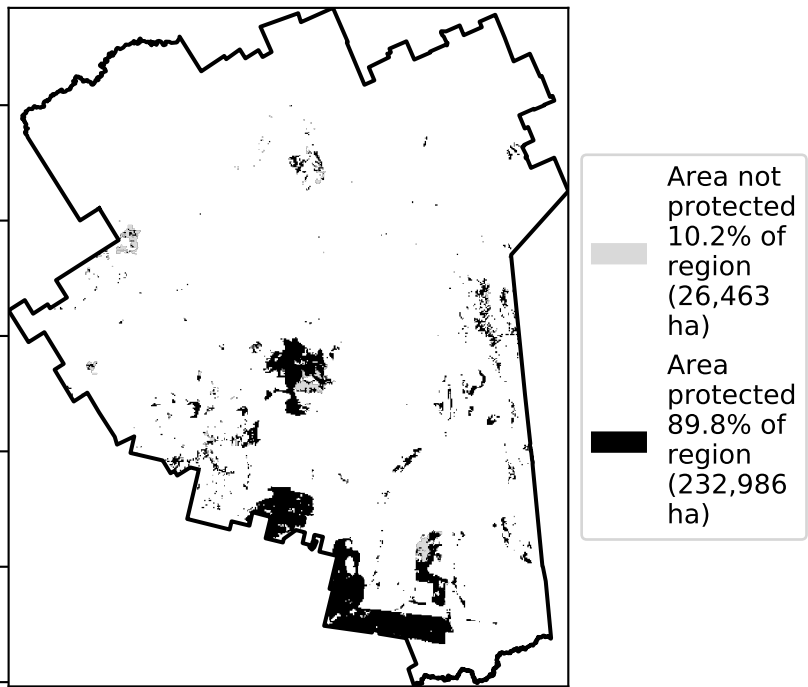 Area not
protected
10.2% of
region
(26,463
ha)
Area
protected
89.8% of
region
(232,986
ha)